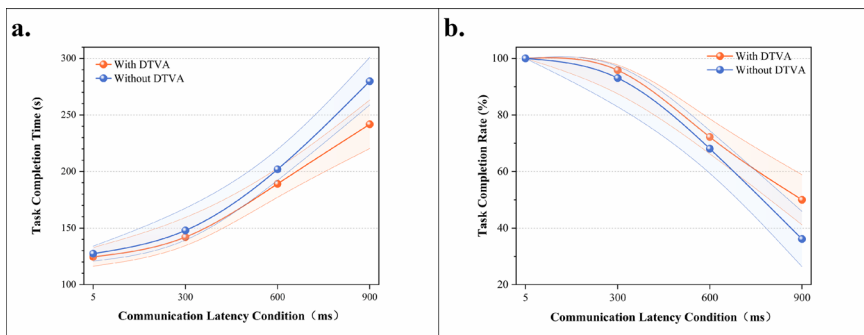 a.
With DTVA
Without DTVA
Task Completion Time (s)
300
250
200
150
100
5
300
600
900
Communication Latency Condition（ms）
b.
With DTVA
Without DTVA
Task Completion Rate (%)
100
80
60
40
20
5
300
600
900
Communication Latency Condition（ms）